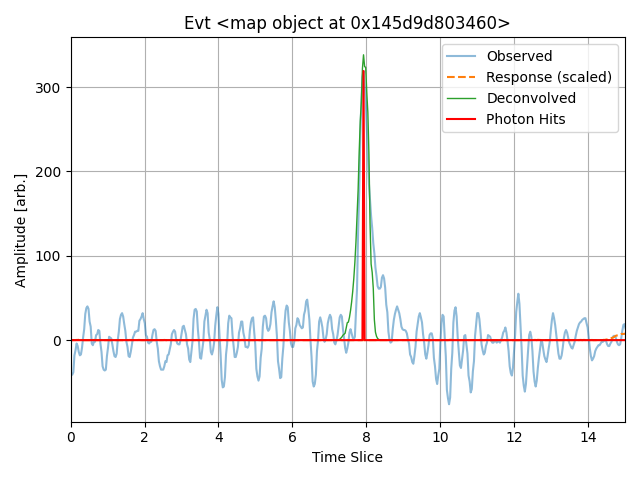 Evt <map object at 0x145d9d803460>
Observed
Response (scaled)
Deconvolved
Photon Hits
Amplitude [arb.]
300
200
100
0
0 2 4 6 8 10 12 14
Time Slice